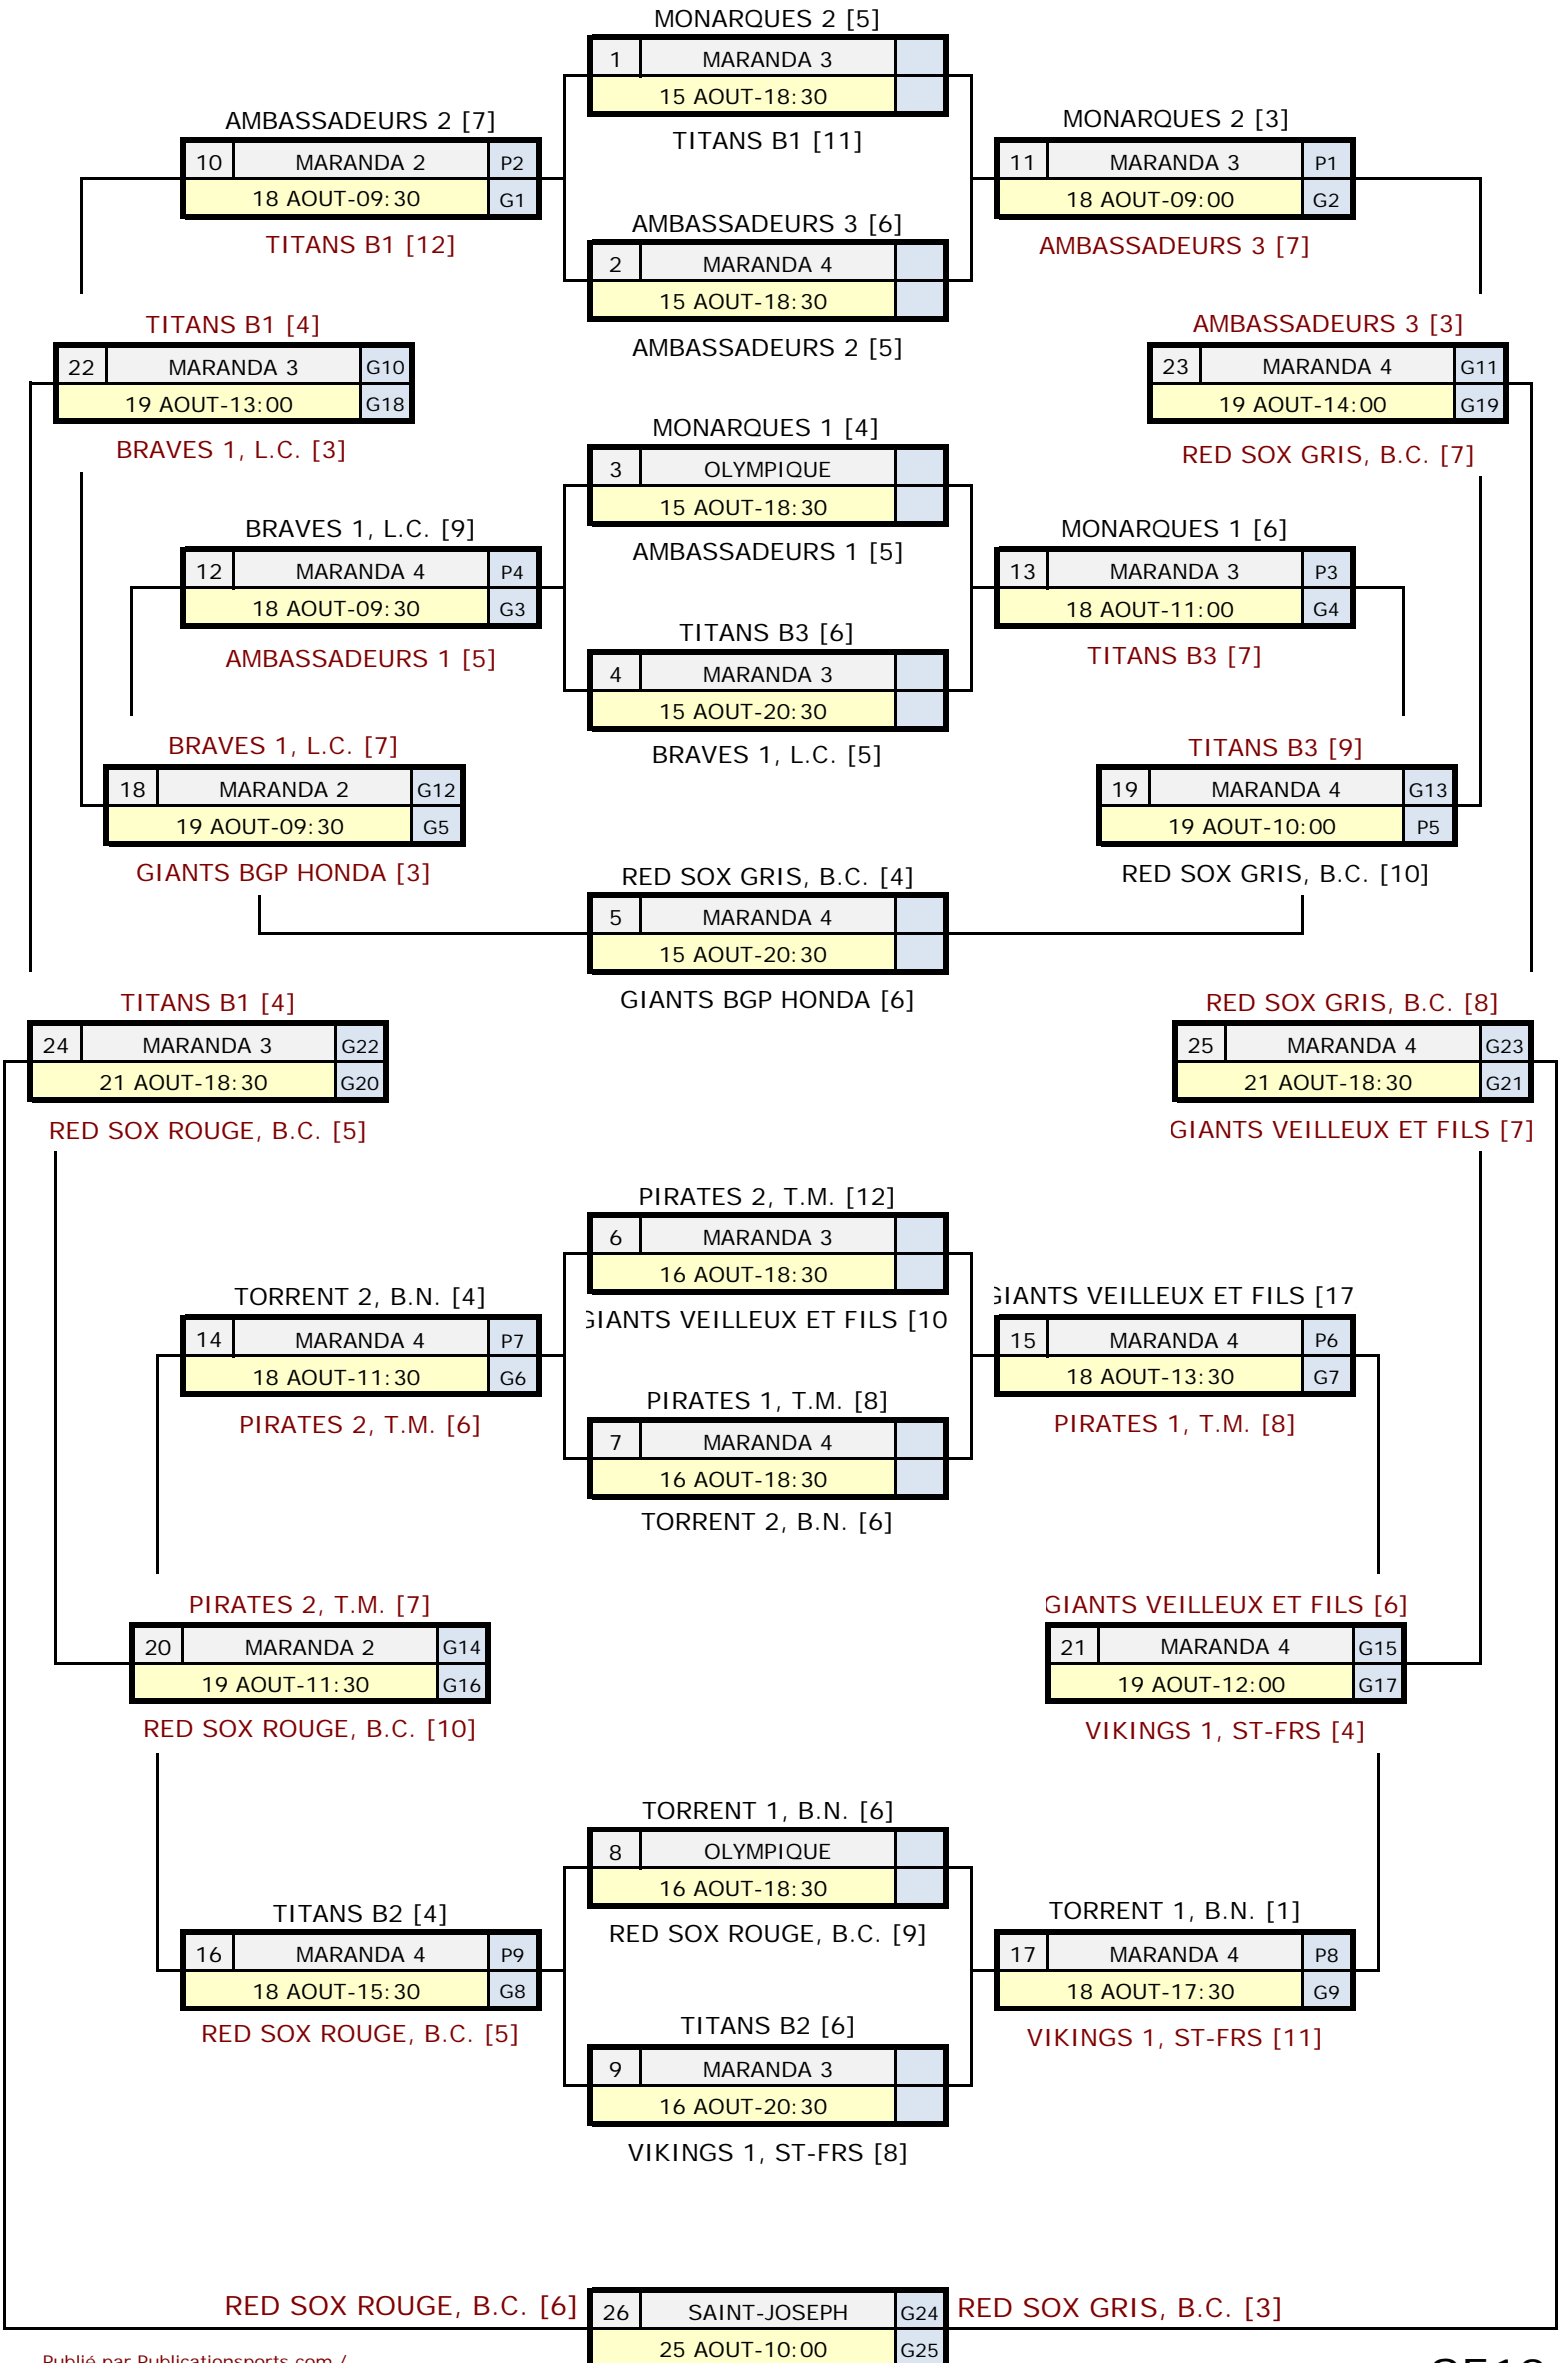 MONARQUES 2 [5]
1 MARANDA 3
15 AOUT-18:30
TITANS B1 [11]
AMBASSADEURS 2 [7]
10 MARANDA 2 P2
18 AOUT-09:30 G1
TITANS B1 [12]
MONARQUES 2 [3]
11 MARANDA 3 P1
18 AOUT-09:00 G2
AMBASSADEURS 3 [7]
AMBASSADEURS 3 [6]
2 MARANDA 4
15 AOUT-18:30
AMBASSADEURS 2 [5]
TITANS B1 [4]
22 MARANDA 3 G10
19 AOUT-13:00 G18
BRAVES 1, L.C. [3]
AMBASSADEURS 3 [3]
23 MARANDA 4 G11
19 AOUT-14:00 G19
RED SOX GRIS, B.C. [7]
MONARQUES 1 [4]
3 OLYMPIQUE
15 AOUT-18:30
AMBASSADEURS 1 [5]
BRAVES 1, L.C. [9]
12 MARANDA 4 P4
18 AOUT-09:30 G3
AMBASSADEURS 1 [5]
MONARQUES 1 [6]
13 MARANDA 3 P3
18 AOUT-11:00 G4
TITANS B3 [7]
TITANS B3 [6]
4 MARANDA 3
15 AOUT-20:30
BRAVES 1, L.C. [5]
BRAVES 1, L.C. [7]
18 MARANDA 2 G12
19 AOUT-09:30 G5
GIANTS BGP HONDA [3]
TITANS B3 [9]
19 MARANDA 4 G13
19 AOUT-10:00 P5
RED SOX GRIS, B.C. [10]
RED SOX GRIS, B.C. [4]
5 MARANDA 4
15 AOUT-20:30
GIANTS BGP HONDA [6]
TITANS B1 [4]
24 MARANDA 3 G22
21 AOUT-18:30 G20
RED SOX ROUGE, B.C. [5]
RED SOX GRIS, B.C. [8]
25 MARANDA 4 G23
21 AOUT-18:30 G21
GIANTS VEILLEUX ET FILS [7]
PIRATES 2, T.M. [12]
6 MARANDA 3
16 AOUT-18:30
GIANTS VEILLEUX ET FILS [10
TORRENT 2, B.N. [4]
14 MARANDA 4 P7
18 AOUT-11:30 G6
PIRATES 2, T.M. [6]
GIANTS VEILLEUX ET FILS [17
15 MARANDA 4 P6
18 AOUT-13:30 G7
PIRATES 1, T.M. [8]
PIRATES 1, T.M. [8]
7 MARANDA 4
16 AOUT-18:30
TORRENT 2, B.N. [6]
PIRATES 2, T.M. [7]
20 MARANDA 2 G14
19 AOUT-11:30 G16
RED SOX ROUGE, B.C. [10]
GIANTS VEILLEUX ET FILS [6]
21 MARANDA 4 G15
19 AOUT-12:00 G17
VIKINGS 1, ST-FRS [4]
TORRENT 1, B.N. [6]
8 OLYMPIQUE
16 AOUT-18:30
RED SOX ROUGE, B.C. [9]
TITANS B2 [4]
16 MARANDA 4 P9
18 AOUT-15:30 G8
RED SOX ROUGE, B.C. [5]
TORRENT 1, B.N. [1]
17 MARANDA 4 P8
18 AOUT-17:30 G9
VIKINGS 1, ST-FRS [11]
TITANS B2 [6]
9 MARANDA 3
16 AOUT-20:30
VIKINGS 1, ST-FRS [8]
RED SOX ROUGE, B.C. [6] 26 SAINT-JOSEPH G24 RED SOX GRIS, B.C. [3]
25 AOUT-10:00 G25
Publié par Publicationsports.com /